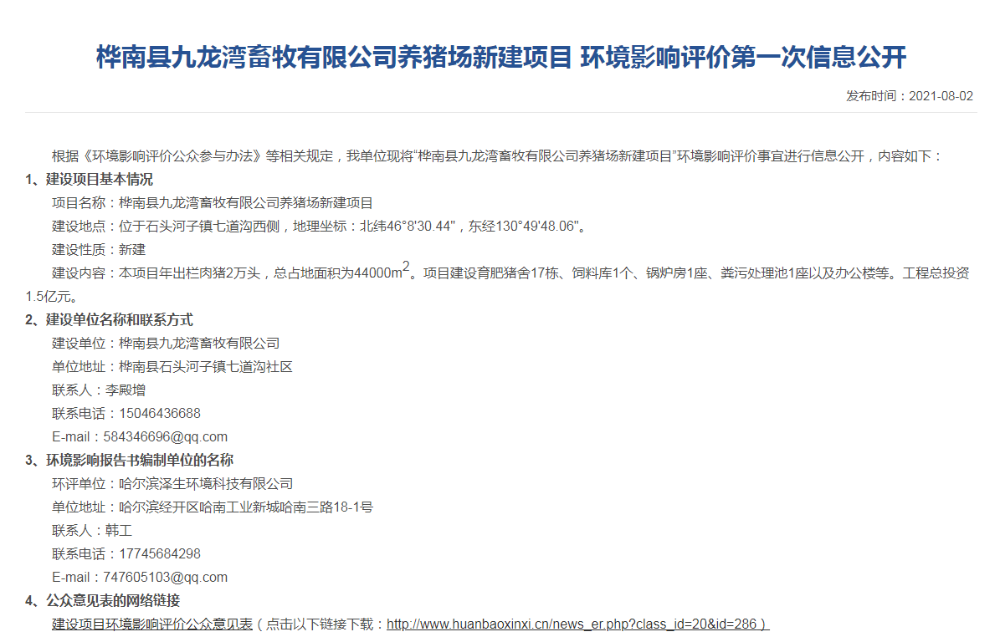 桦南县九龙湾畜牧有限公司养猪场新建项目 环境影响评价第一次信息公开
发布时间：2021-08-02
根据《环境影响评价公众参与办法》等相关规定，我单位现将“桦南县九龙湾畜牧有限公司养猪场新建项目”环境影响评价事宜进行信息公开，内容如下：
1、建设项目基本情况
项目名称：桦南县九龙湾畜牧有限公司养猪场新建项目
建设地点：位于石头河子镇七道沟西侧，地理坐标：北纬46°8'30.44"，东经130°49'48.06"。
建设性质：新建
建设内容：本项目年出栏肉猪2万头，总占地面积为44000m2。项目建设育肥猪舍17栋、饲料库1个、锅炉房1座、粪污处理池1座以及办公楼等。工程总投资
1.5亿元。
2、建设单位名称和联系方式
建设单位：桦南县九龙湾畜牧有限公司
单位地址：桦南县石头河子镇七道沟社区
联系人：李殿增
联系电话：15046436688
E-mail：584346696@qq.com
3、环境影响报告书编制单位的名称
环评单位：哈尔滨泽生环境科技有限公司
单位地址：哈尔滨经开区哈南工业新城哈南三路18-1号
联系人：韩工
联系电话：17745684298
E-mail：747605103@qq.com
4、公众意见表的网络链接
建设项目环境影响评价公众意见表（点击以下链接下载：http://www.huanbaoxinxi.cn/news_er.php?class_id=20&id=286）